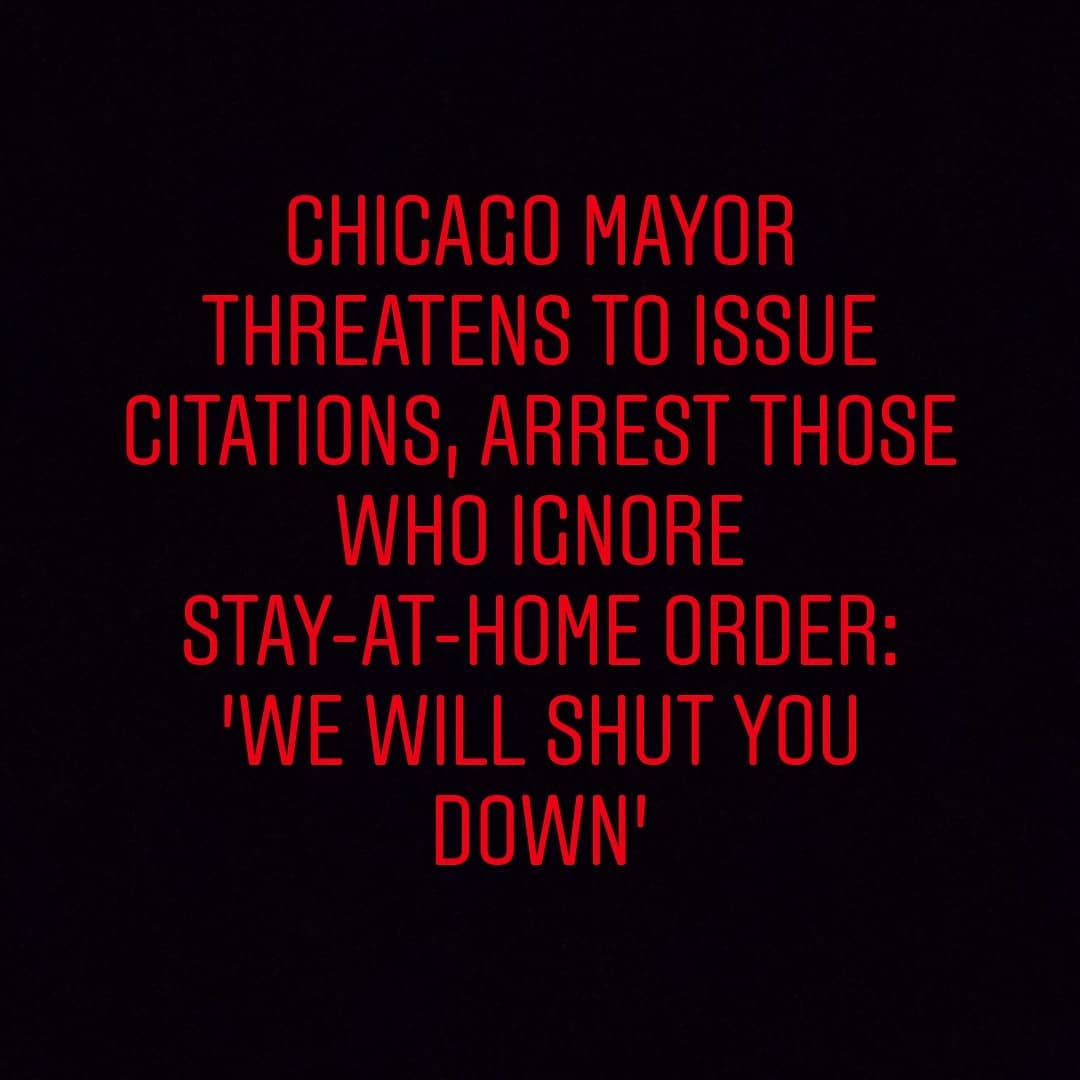 CHICAGO MAYOR
THREATENS TO ISSUE
CITATIONS, ARREST THOSE
WHO IGNORE
STAY-AT-HOME ORDER:
'WE WILL SHUT YOU
DOWN'